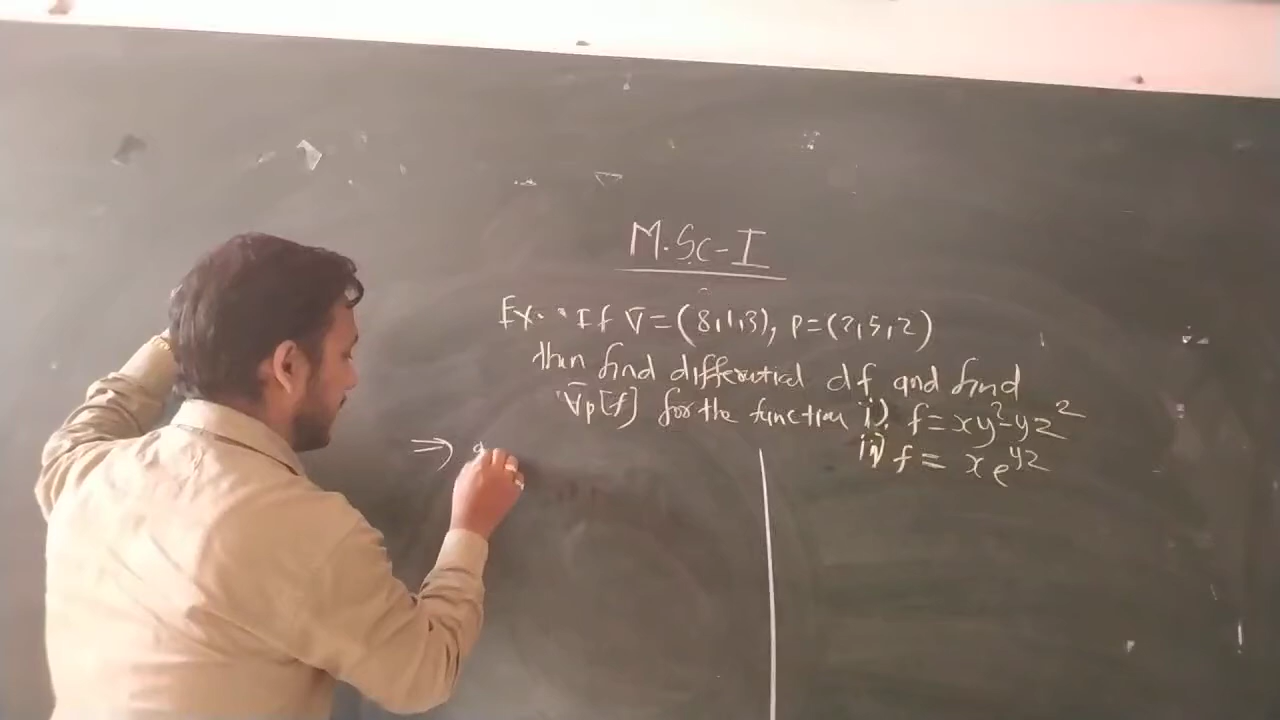 M.Sc-I
Ex. If v̄=(8,1,3), p=(2,5,2)
then find differential df and find
v̄p[f] for the function i). f=xy²-yz²
ii) f= xe^yz
⇒